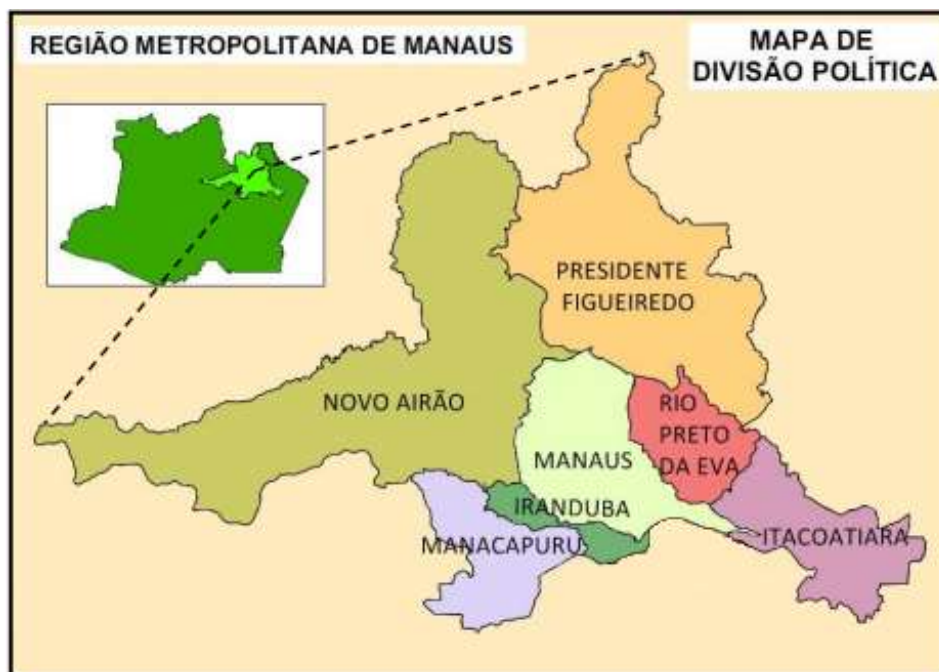 REGIÃO METROPOLITANA DE MANAUS
MAPA DE
DIVISÃO POLÍTICA
PRESIDENTE
FIGUEIREDO
NOVO AIRÃO
RIO
PRETO
DA EVA
MANAUS
IRANDUBA
MANACAPURU
ITACOATIARA